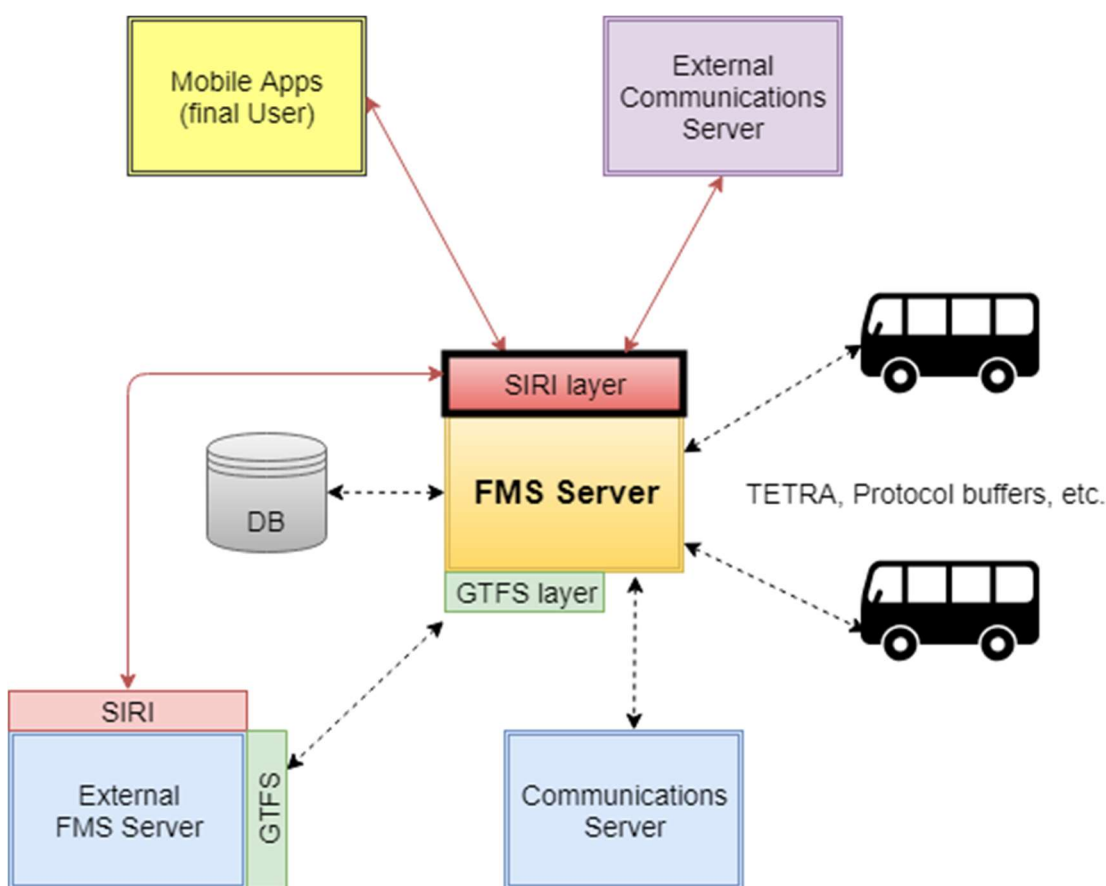 Mobile Apps
(final User)
External
Communications
Server
SIRI layer
FMS Server
DB
TETRA, Protocol buffers, etc.
GTFS layer
SIRI
External
FMS Server
GTFS
Communications
Server